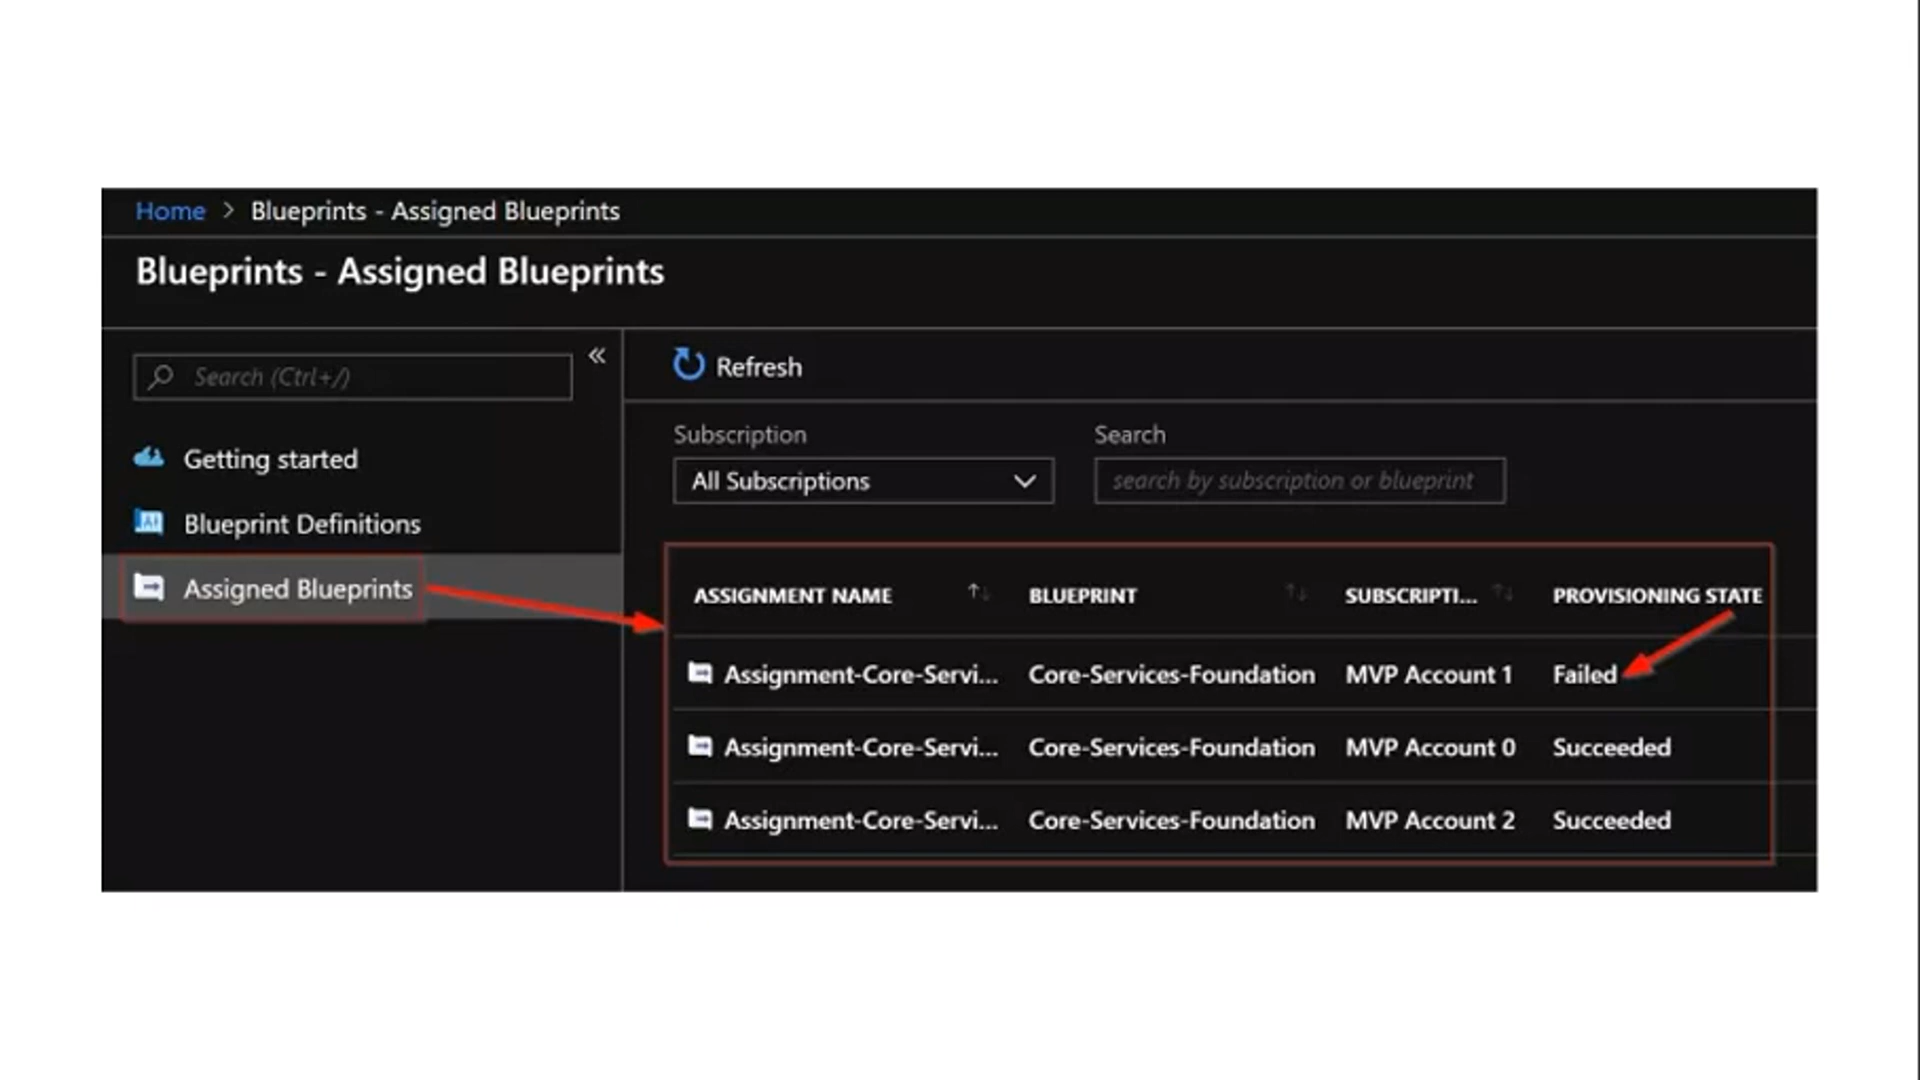 Home > Blueprints - Assigned Blueprints
Blueprints - Assigned Blueprints
Search (Ctrl+/)
«
Getting started
Blueprint Definitions
Assigned Blueprints
Refresh
Subscription
Search
All Subscriptions
search by subscription or blueprint
ASSIGNMENT NAME BLUEPRINT SUBSCRIPTI... PROVISIONING STATE
Assignment-Core-Servi... Core-Services-Foundation MVP Account 1 Failed
Assignment-Core-Servi... Core-Services-Foundation MVP Account 0 Succeeded
Assignment-Core-Servi... Core-Services-Foundation MVP Account 2 Succeeded